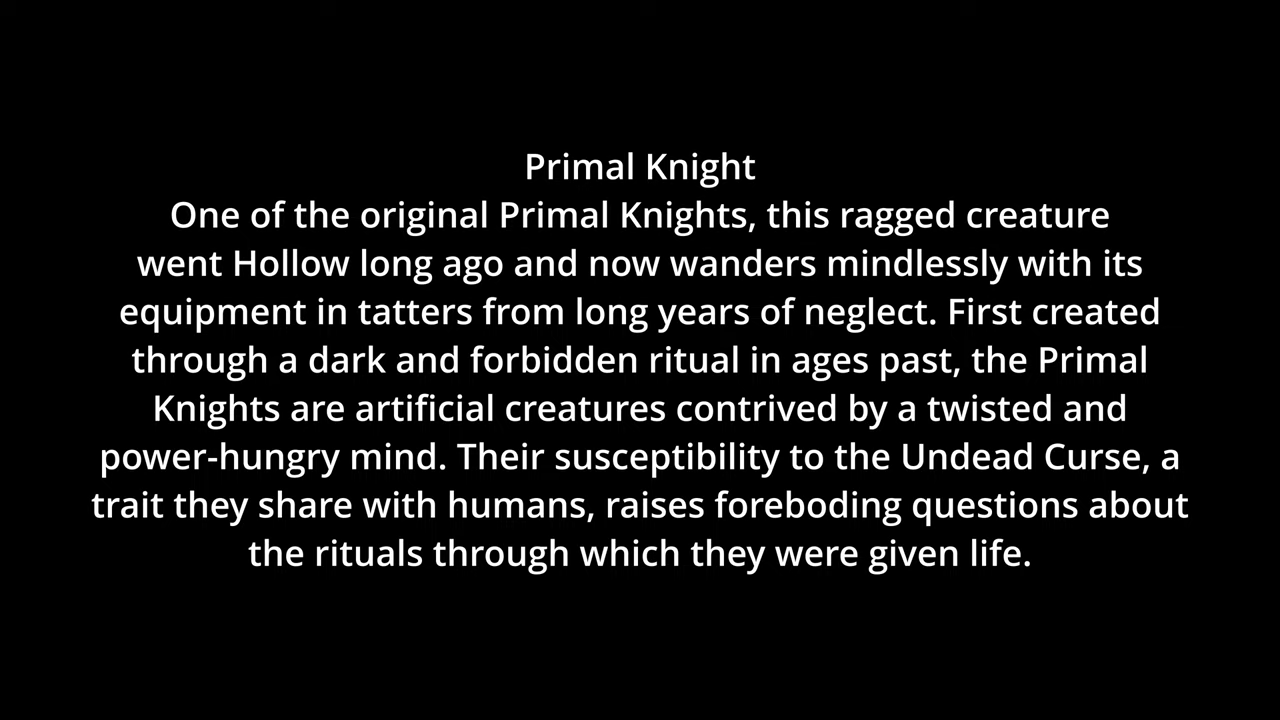 Primal Knight
One of the original Primal Knights, this ragged creature
went Hollow long ago and now wanders mindlessly with its
equipment in tatters from long years of neglect. First created
through a dark and forbidden ritual in ages past, the Primal
Knights are artificial creatures contrived by a twisted and
power-hungry mind. Their susceptibility to the Undead Curse, a
trait they share with humans, raises foreboding questions about
the rituals through which they were given life.